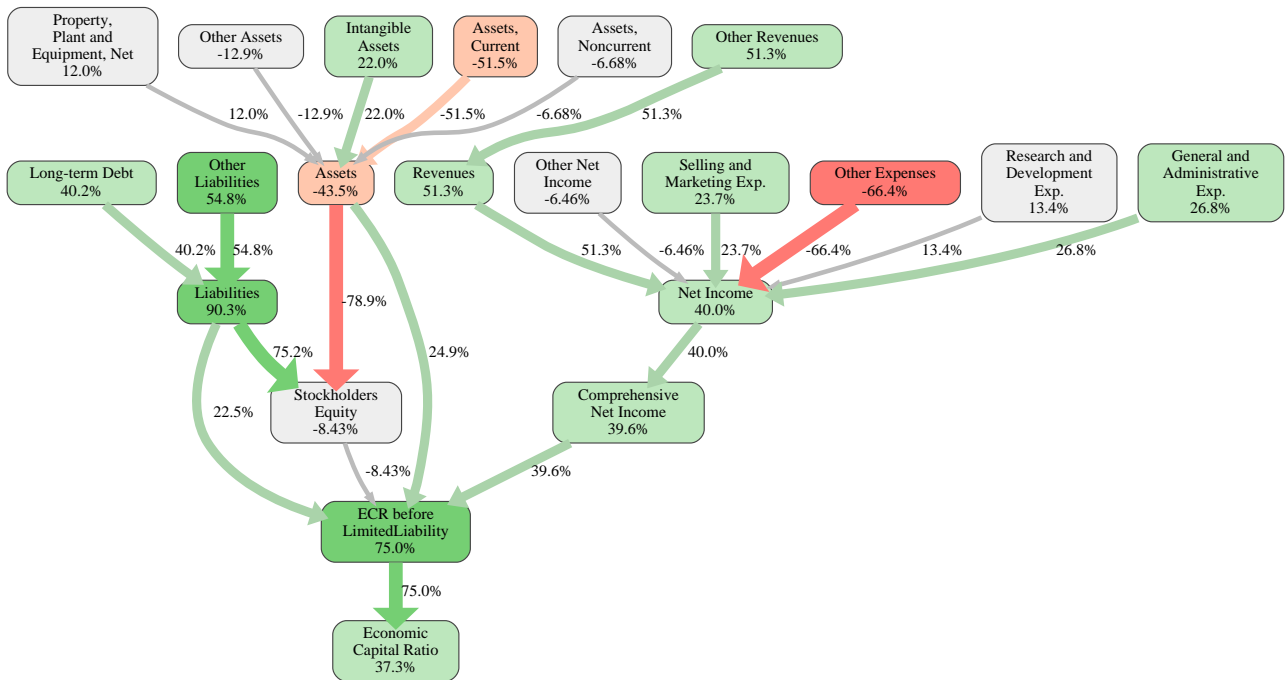 Property,
Plant and
Equipment, Net
12.0%
Other Assets
-12.9%
Intangible
Assets
22.0%
Assets,
Current
-51.5%
Assets,
Noncurrent
-6.68%
Other Revenues
51.3%
12.0%
-12.9%
22.0%
-51.5%
-6.68%
51.3%
Long-term Debt
40.2%
Other
Liabilities
54.8%
Assets
-43.5%
Revenues
51.3%
Other Net
Income
-6.46%
Selling and
Marketing Exp.
23.7%
Other Expenses
-66.4%
Research and
Development
Exp.
13.4%
General and
Administrative
Exp.
26.8%
40.2%
54.8%
51.3%
-6.46%
23.7%
-66.4%
13.4%
26.8%
Liabilities
90.3%
-78.9%
Net Income
40.0%
75.2%
24.9%
40.0%
22.5%
Stockholders
Equity
-8.43%
Comprehensive
Net Income
39.6%
-8.43%
39.6%
ECR before
LimitedLiability
75.0%
75.0%
Economic
Capital Ratio
37.3%